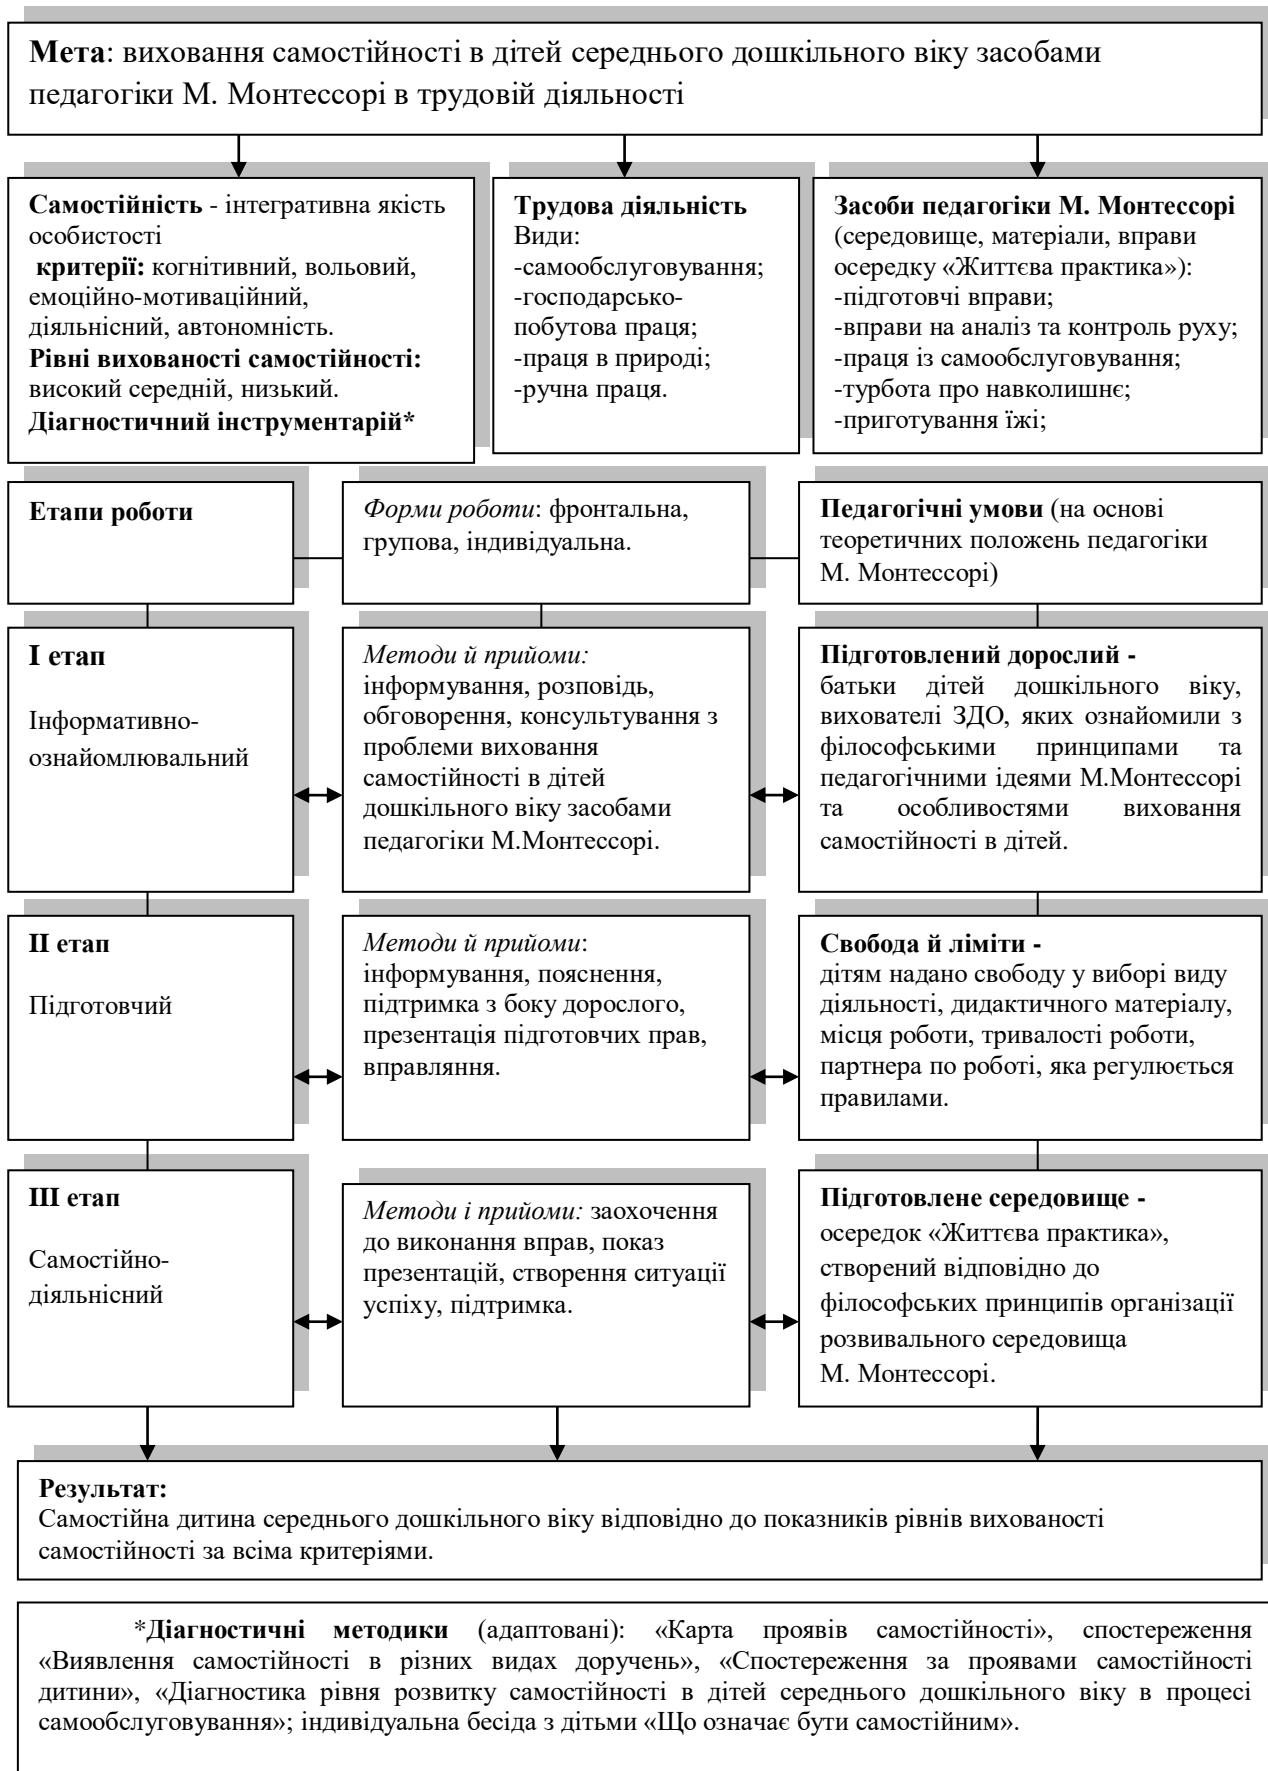 Мета: виховання самостійності в дітей середнього дошкільного віку засобами
педагогіки М. Монтессорі в трудовій діяльності
Самостійність - інтегративна якість
особистості
критерії: когнітивний, вольовий,
емоційно-мотиваційний,
діяльнісний, автономність.
Рівні вихованості самостійності:
високий середній, низький.
Діагностичний інструментарій*
Трудова діяльність
Види:
-самообслуговування;
-господарсько-
побутова праця;
-праця в природі;
-ручна праця.
Засоби педагогіки М. Монтессорі
(середовище, матеріали, вправи
осередку «Життєва практика»):
-підготовчі вправи;
-вправи на аналіз та контроль руху;
-праця із самообслуговування;
-турбота про навколишнє;
-приготування їжі;
Етапи роботи
Форми роботи: фронтальна,
групова, індивідуальна.
Педагогічні умови (на основі
теоретичних положень педагогіки
М. Монтессорі)
І етап
Інформативно-
ознайомлювальний
Методи й прийоми:
інформування, розповідь,
обговорення, консультування з
проблеми виховання
самостійності в дітей
дошкільного віку засобами
педагогіки М.Монтессорі.
Підготовлений дорослий -
батьки дітей дошкільного віку,
вихователі ЗДО, яких ознайомили з
філософськими принципами та
педагогічними ідеями М.Монтессорі
та особливостями виховання
самостійності в дітей.
ІІ етап
Підготовчий
Методи й прийоми:
інформування, пояснення,
підтримка з боку дорослого,
презентація підготовчих прав,
вправляння.
Свобода й ліміти -
дітям надано свободу у виборі виду
діяльності, дидактичного матеріалу,
місця роботи, тривалості роботи,
партнера по роботі, яка регулюється
правилами.
ІІІ етап
Самостійно-
діяльнісний
Методи і прийоми: заохочення
до виконання вправ, показ
презентацій, створення ситуації
успіху, підтримка.
Підготовлене середовище -
осередок «Життєва практика»,
створений відповідно до
філософських принципів організації
розвивального середовища
М. Монтессорі.
Результат:
Самостійна дитина середнього дошкільного віку відповідно до показників рівнів вихованості
самостійності за всіма критеріями.
*Діагностичні методики (адаптовані): «Карта проявів самостійності», спостереження
«Виявлення самостійності в різних видах доручень», «Спостереження за проявами самостійності
дитини», «Діагностика рівня розвитку самостійності в дітей середнього дошкільного віку в процесі
самообслуговування»; індивідуальна бесіда з дітьми «Що означає бути самостійним».